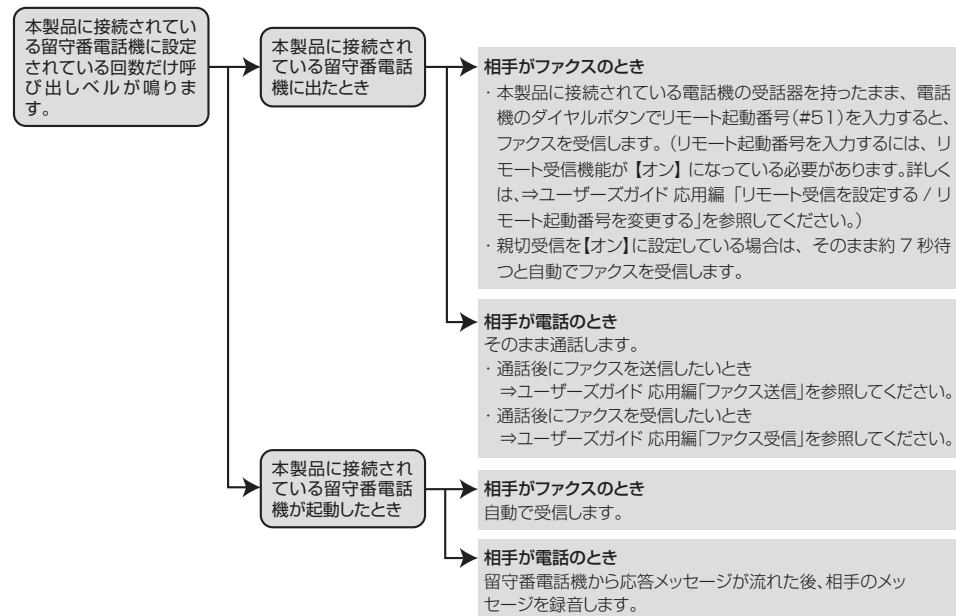 本製品に接続されてい
る留守番電話機に設定
されている回数だけ呼
び出しベルが鳴りま
す。
本製品に接続され
ている留守番電話
機に出たとき
相手がファクスのとき
・本製品に接続されている電話機の受話器を持ったまま、電話
機のダイヤルボタンでリモート起動番号(#51)を入力すると、
ファクスを受信します。(リモート起動番号を入力するには、リ
モート受信機能が【オン】になっている必要があります。詳しく
は、⇒ユーザーズガイド 応用編「リモート受信を設定する / リ
モート起動番号を変更する」を参照してください。)
・親切受信を【オン】に設定している場合は、そのまま約 7 秒待
つと自動でファクスを受信します。
相手が電話のとき
そのまま通話します。
・通話後にファクスを送信したいとき
⇒ユーザーズガイド 応用編「ファクス送信」を参照してください。
・通話後にファクスを受信したいとき
⇒ユーザーズガイド 応用編「ファクス受信」を参照してください。
本製品に接続され
ている留守番電話
機が起動したとき
相手がファクスのとき
自動で受信します。
相手が電話のとき
留守番電話機から応答メッセージが流れた後、相手のメッ
セージを録音します。